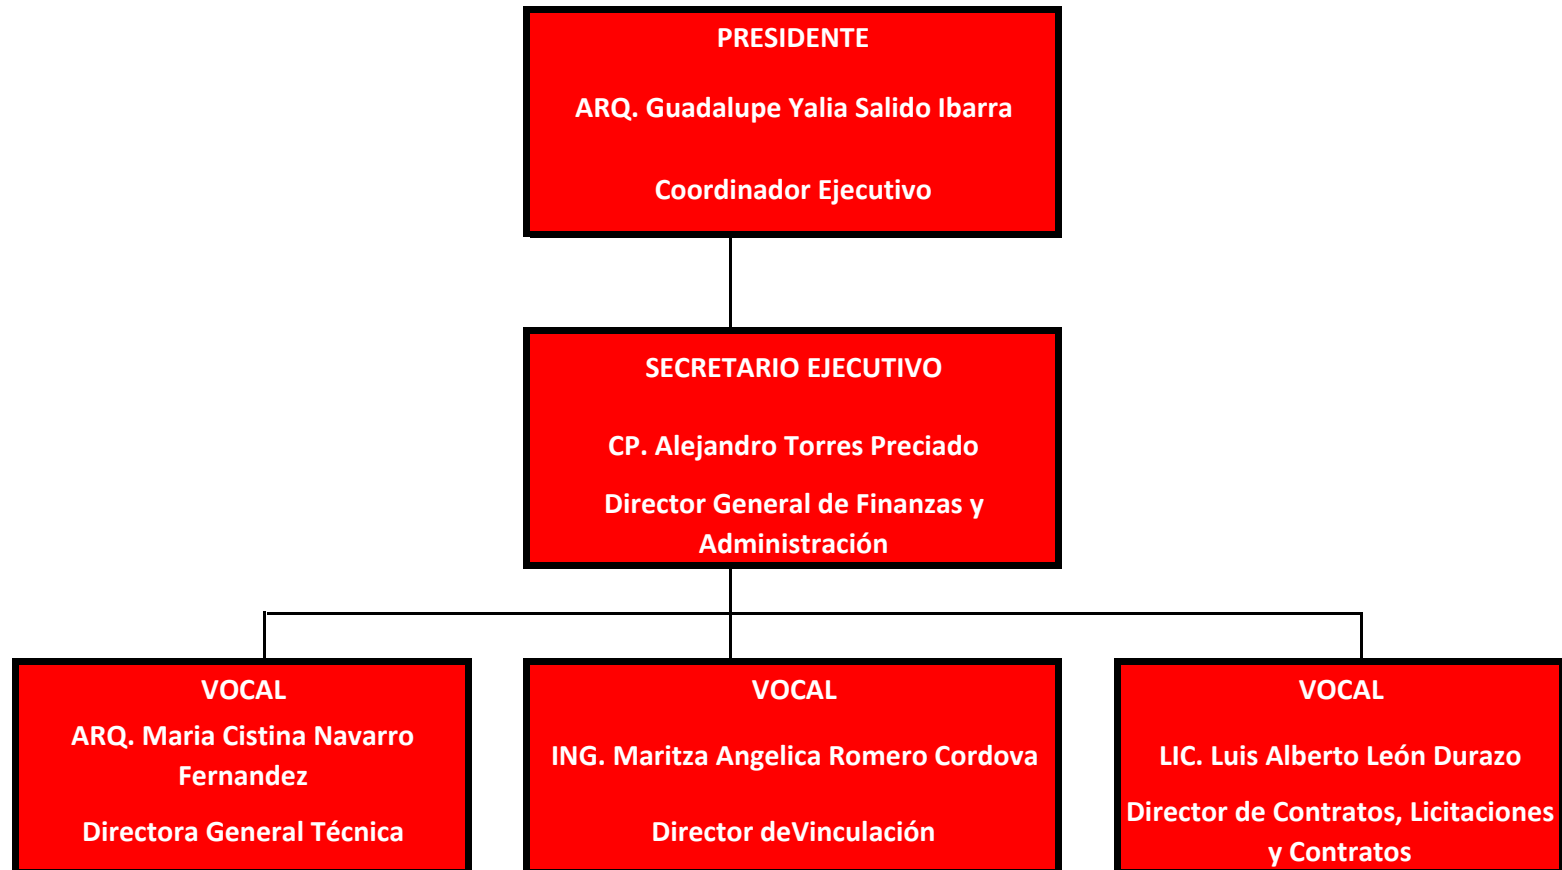 PRESIDENTE
ARQ. Guadalupe Yalia Salido Ibarra
Coordinador Ejecutivo
SECRETARIO EJECUTIVO
CP. Alejandro Torres Preciado
Director General de Finanzas y
Administración
VOCAL
ARQ. Maria Cistina Navarro
Fernandez
Directora General Técnica
VOCAL
ING. Maritza Angelica Romero Cordova
Director deVinculación
VOCAL
LIC. Luis Alberto León Durazo
Director de Contratos, Licitaciones
y Contratos